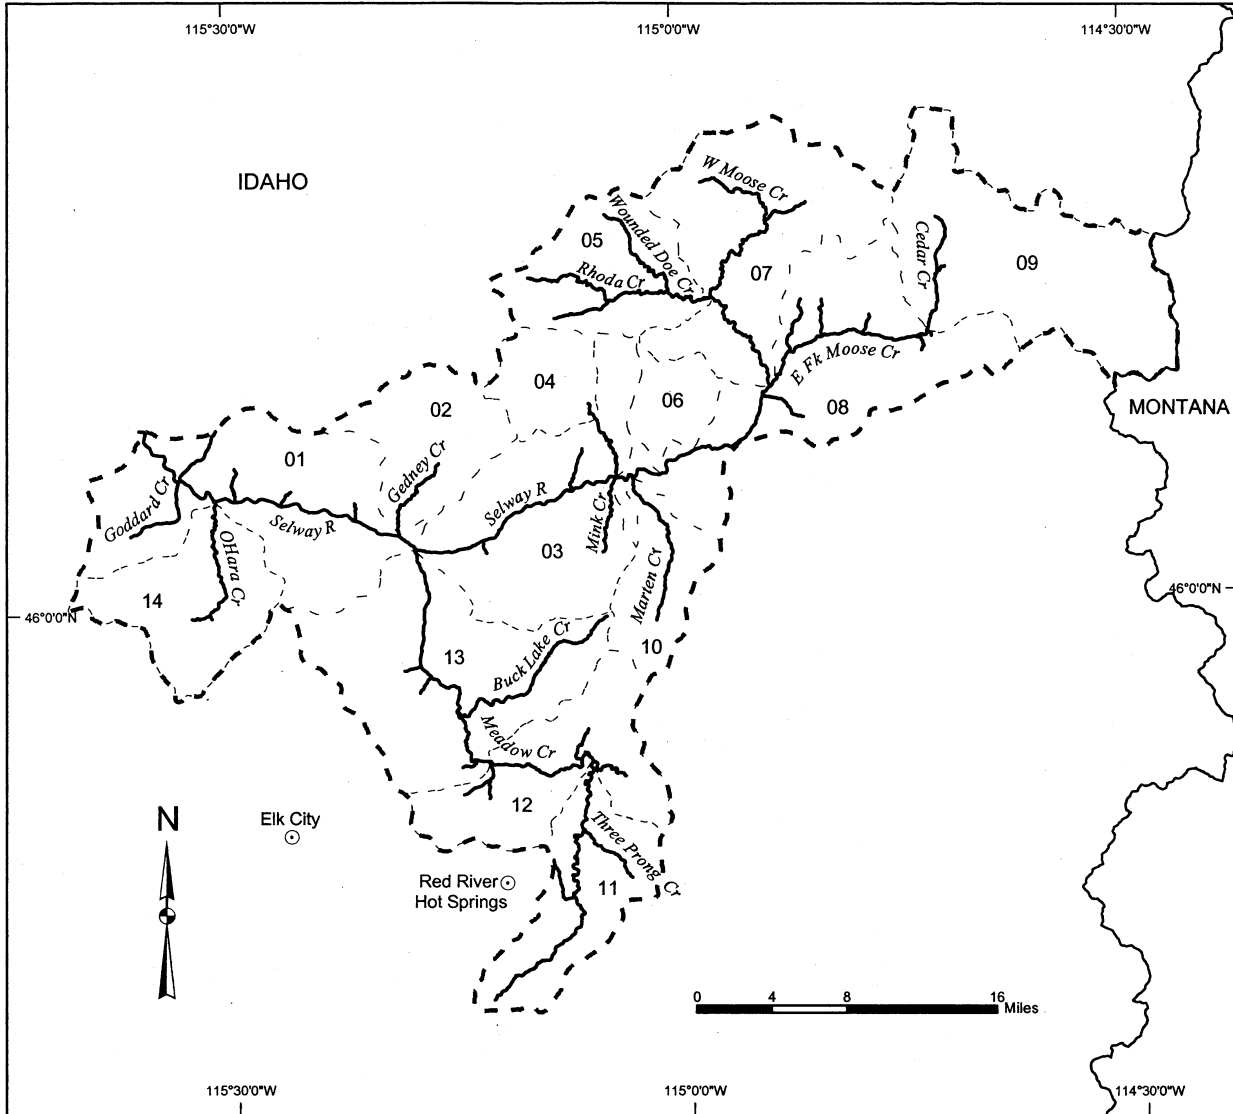 115°30'0"W
115°0'0"W
114°30'0"W
IDAHO
W Moose Cr
Wounded Doe Cr
05
Rhoda Cr
07
Cedar Cr
09
E Fk Moose Cr
04
02
06
08
MONTANA
01
Gedney Cr
Goddard Cr
Selway R
Selway R
Mink Cr
03
OHara Cr
Marten Cr
14
46°0'0"N
46°0'0"N
10
13
Buck Lake Cr
Meadow Cr
12
N
Elk City
Three Prong Cr
Red River
Hot Springs
11
0 4 8 16
Miles
115°30'0"W
115°0'0"W
114°30'0"W